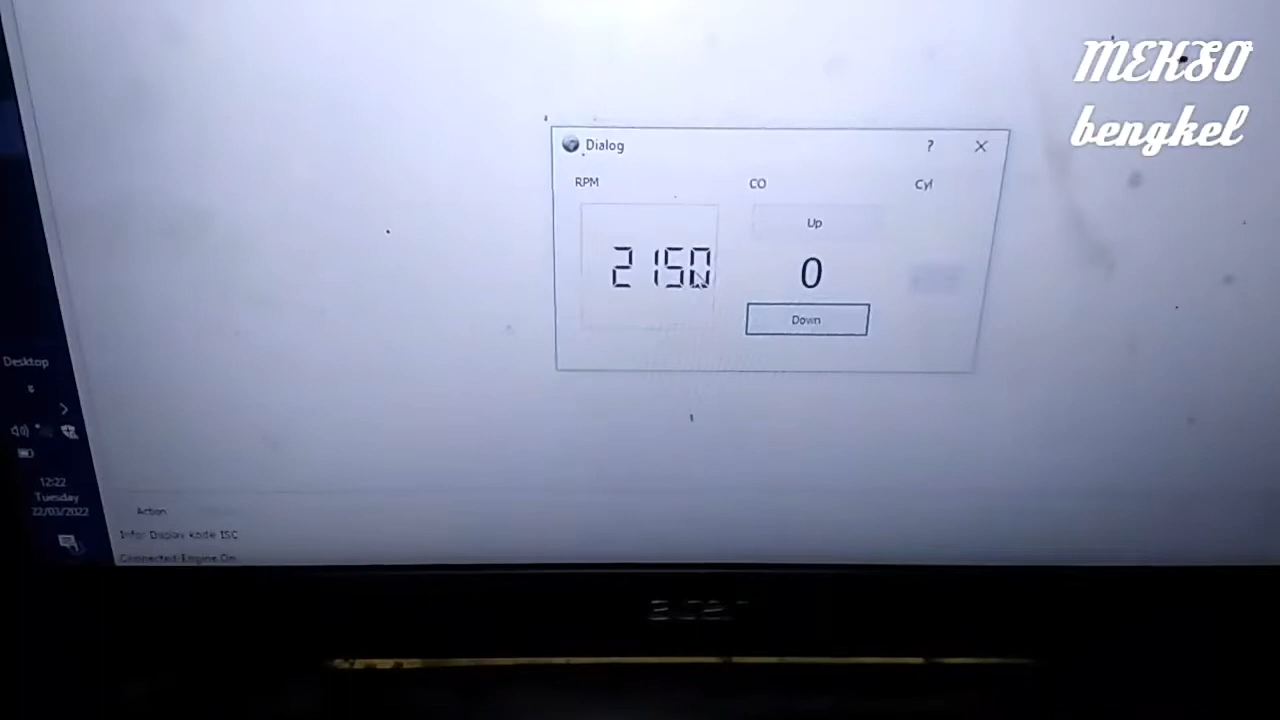 MEKSO
bengkel
Dialog
?
RPM
CO
Cyl
Up
2150
0
Down
Desktop
12:22
Tuesday
22/03/2022
Action
Info: Display kode ISC
Connected/Engine On
acer